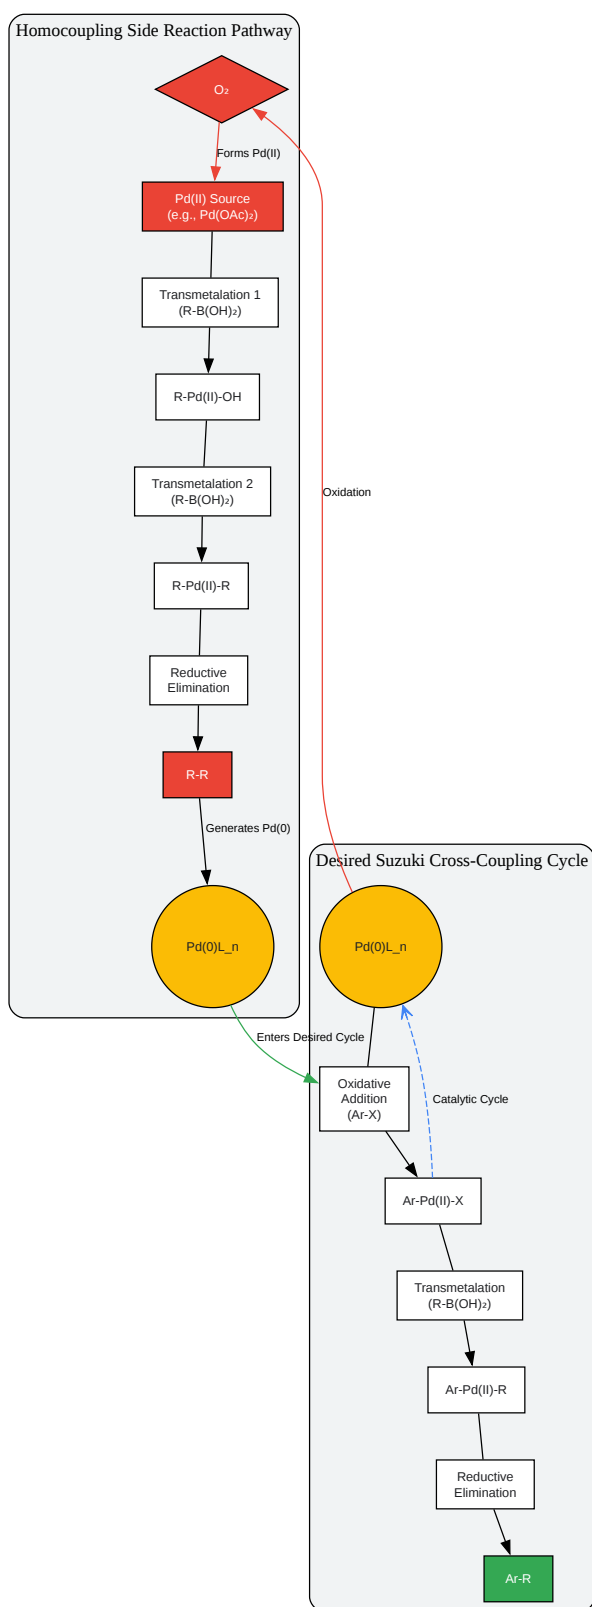 Homocoupling Side Reaction Pathway
O₂
Forms Pd(II)
Pd(II) Source
(e.g., Pd(OAc)₂)
Transmetalation 1
(R-B(OH)₂)
R-Pd(II)-OH
Transmetalation 2
(R-B(OH)₂)
Oxidation
R-Pd(II)-R
Reductive
Elimination
R-R
Generates Pd(0)
Pd(0)L_n
Enters Desired Cycle
Desired Suzuki Cross-Coupling Cycle
Pd(0)L_n
Oxidative
Addition
(Ar-X)
Catalytic Cycle
Ar-Pd(II)-X
Transmetalation
(R-B(OH)₂)
Ar-Pd(II)-R
Reductive
Elimination
Ar-R